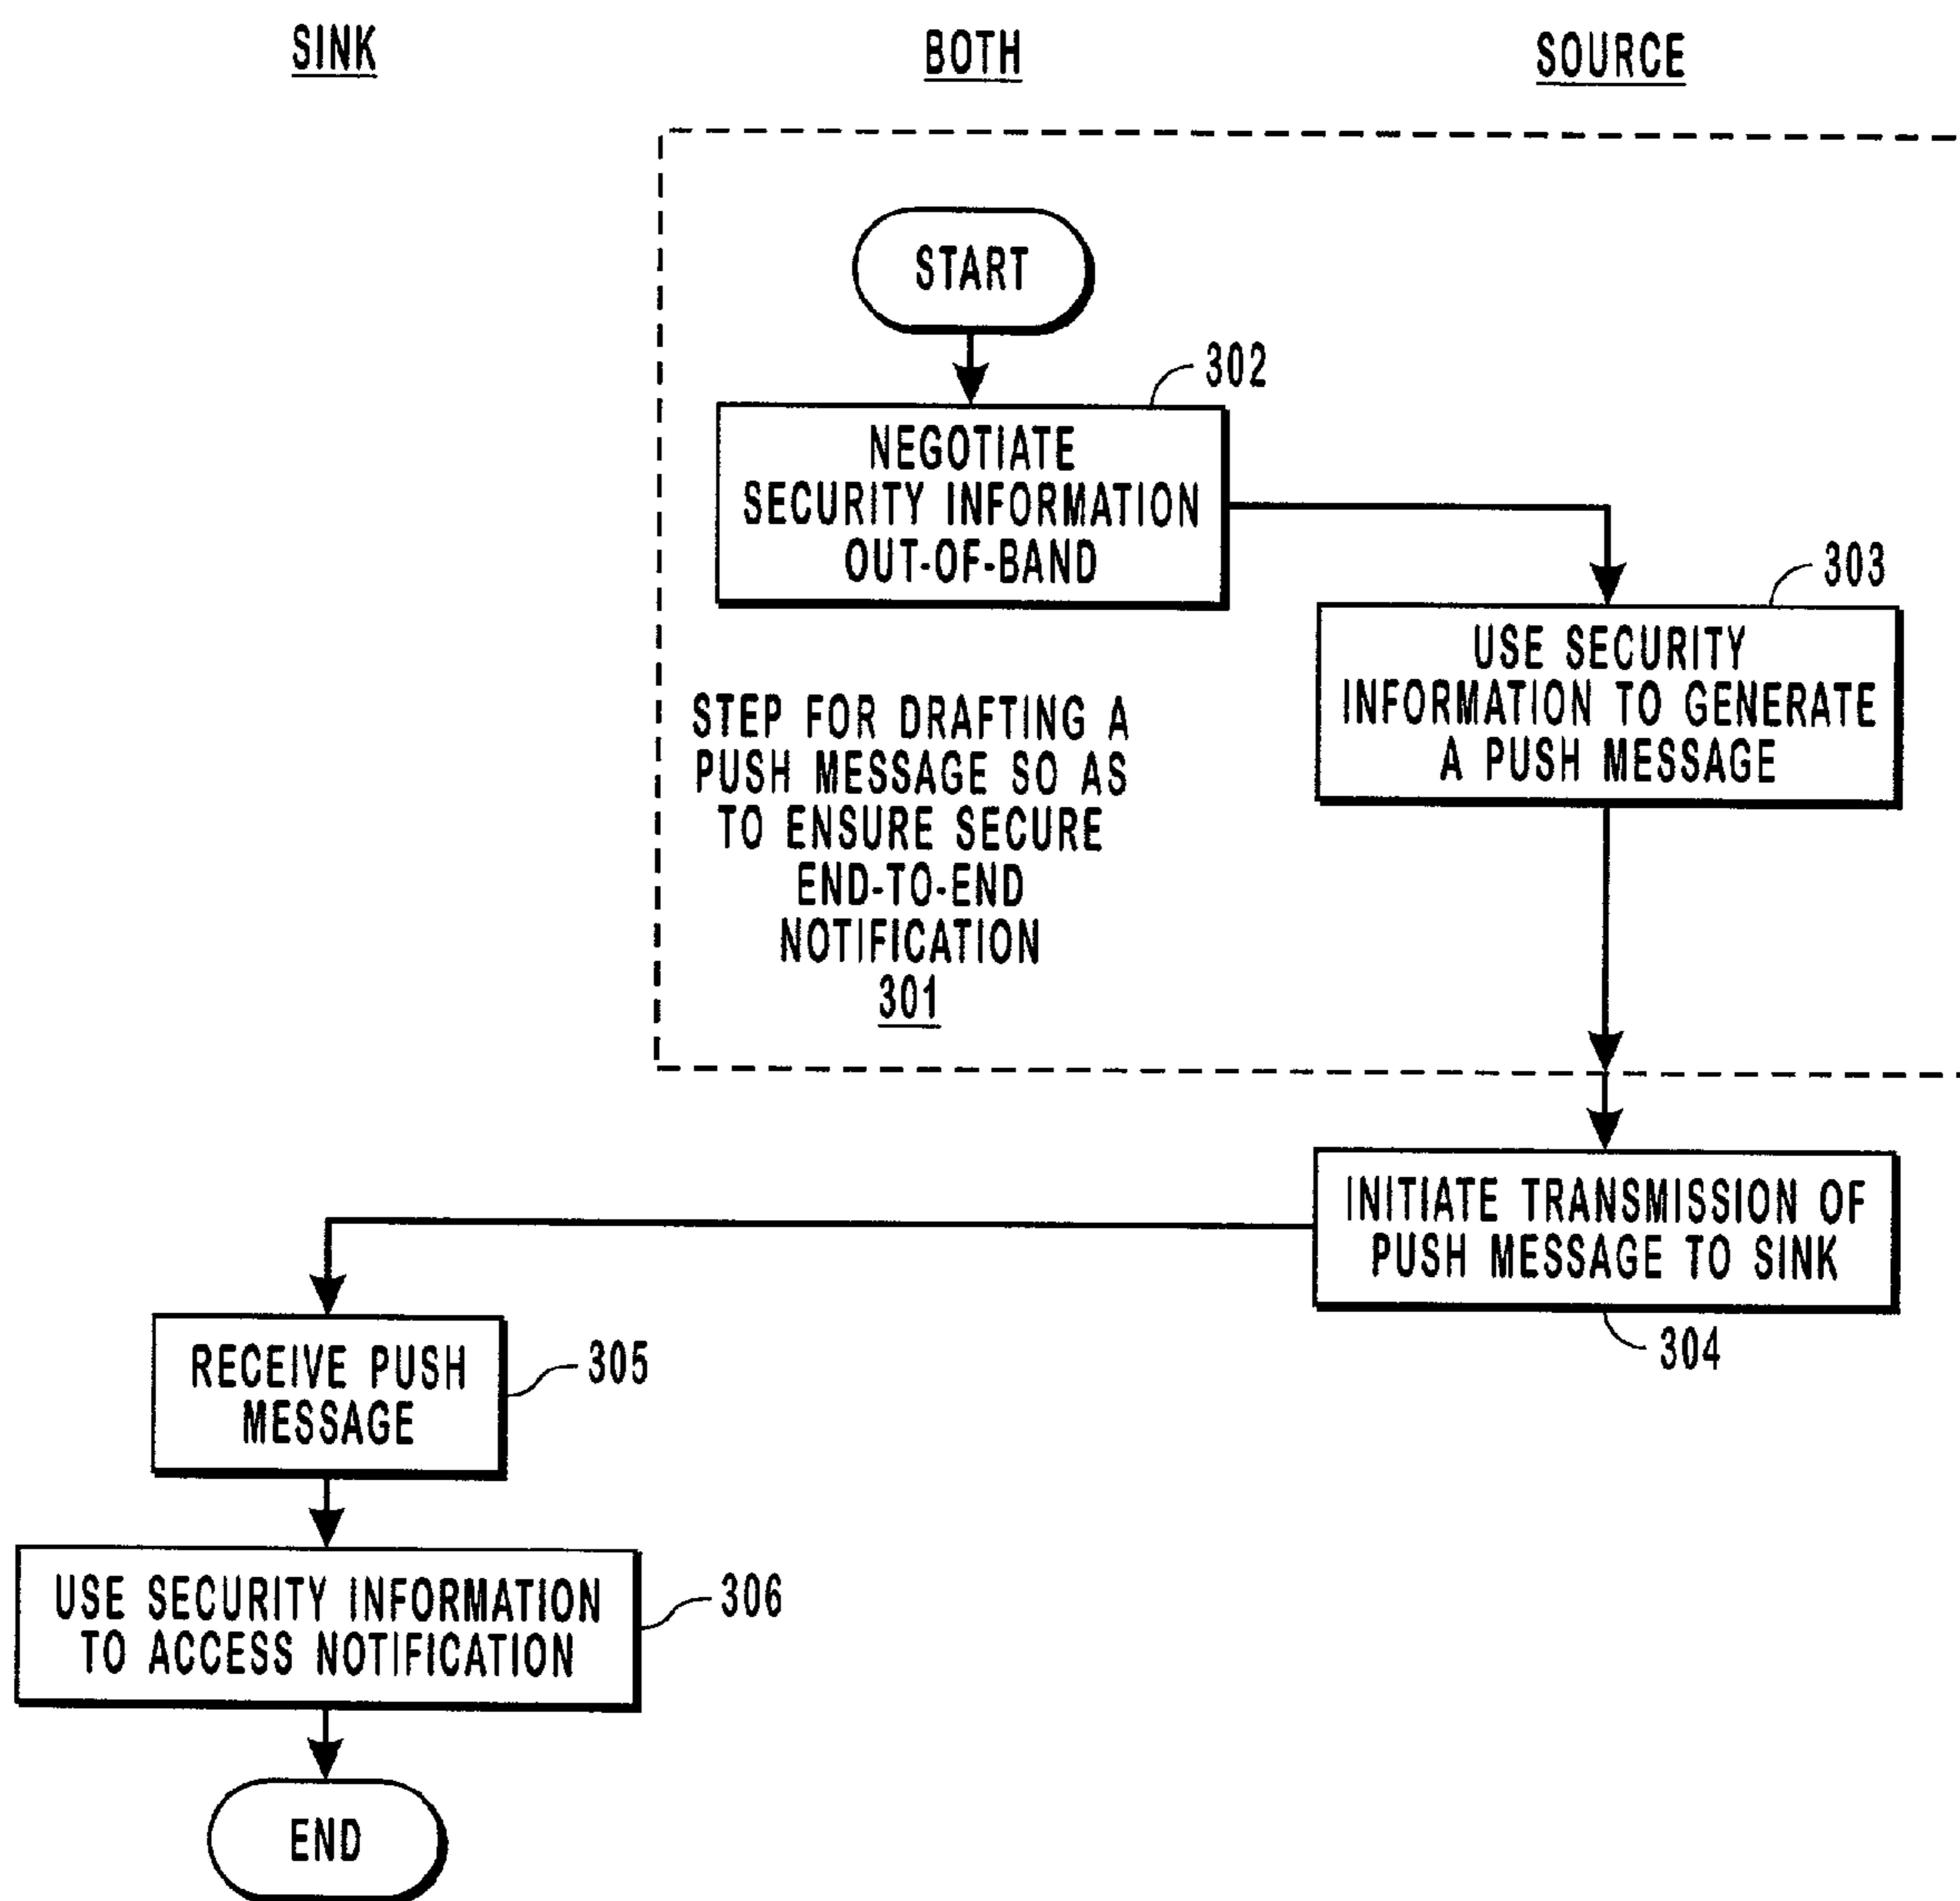 SINK
BOTH
SOURCE
START
302
NEGOTIATE
SECURITY INFORMATION
OUT-OF-BAND
303
USE SECURITY
INFORMATION TO GENERATE
A PUSH MESSAGE
STEP FOR DRAFTING A
PUSH MESSAGE SO AS
TO ENSURE SECURE
END-TO-END
NOTIFICATION
301
INITIATE TRANSMISSION OF
PUSH MESSAGE TO SINK
304
RECEIVE PUSH
MESSAGE
305
USE SECURITY INFORMATION
TO ACCESS NOTIFICATION
306
END